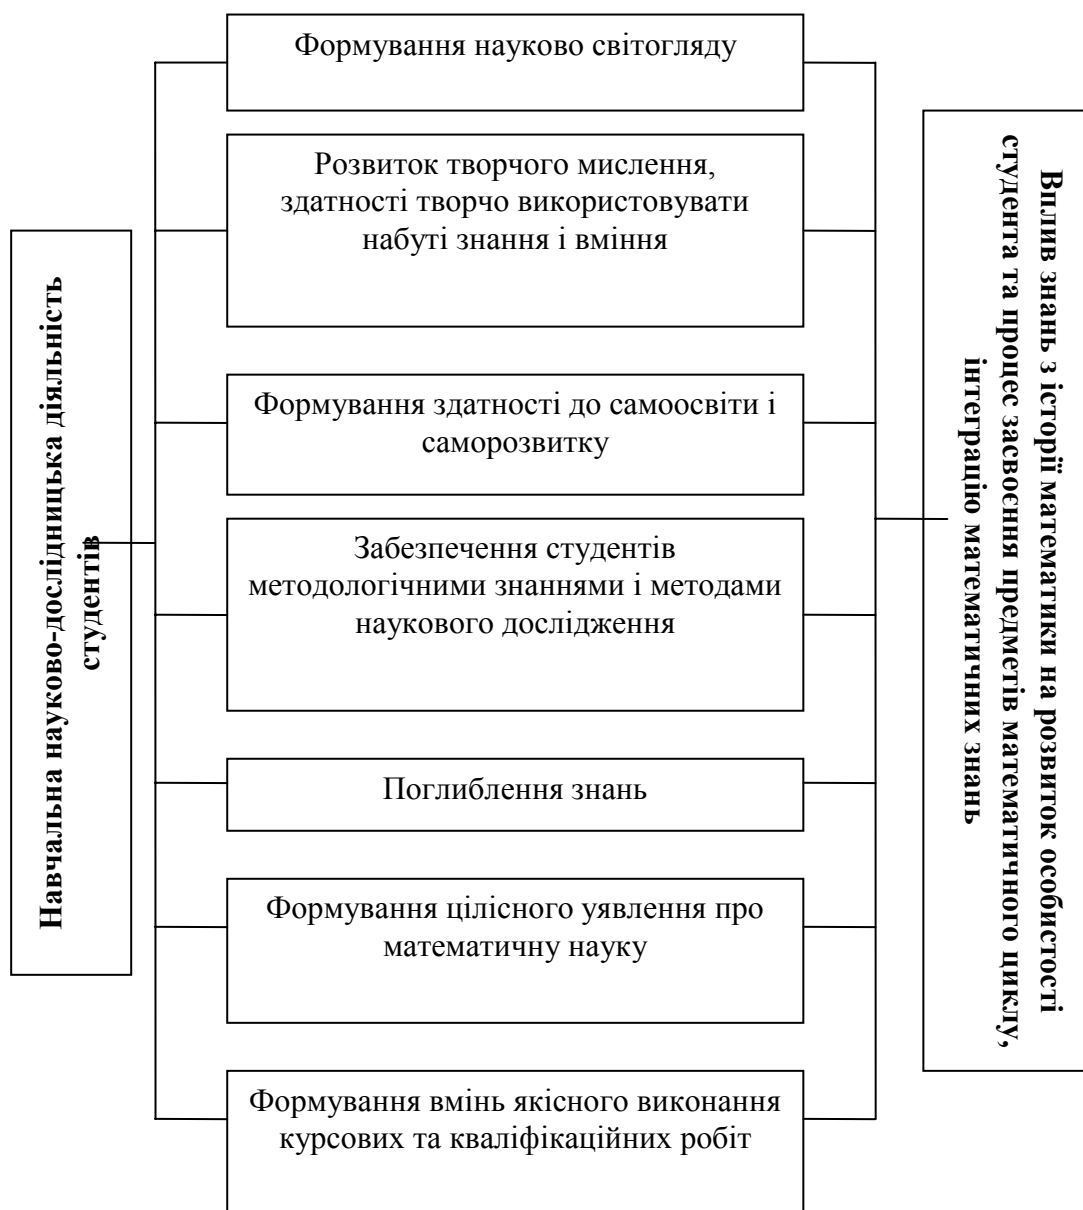 Формування науково світогляду
Розвиток творчого мислення,
здатності творчо використовувати
набуті знання і вміння
Формування здатності до самоосвіти і
саморозвитку
Забезпечення студентів
методологічними знаннями і методами
наукового дослідження
Поглиблення знань
Формування цілісного уявлення про
математичну науку
Формування вмінь якісного виконання
курсових та кваліфікаційних робіт
Навчальна науково-дослідницька діяльність
студентів
Вплив знань з історії математики на розвиток особистості
студента та процес засвоєння предметів математичного циклу,
інтеграцію математичних знань